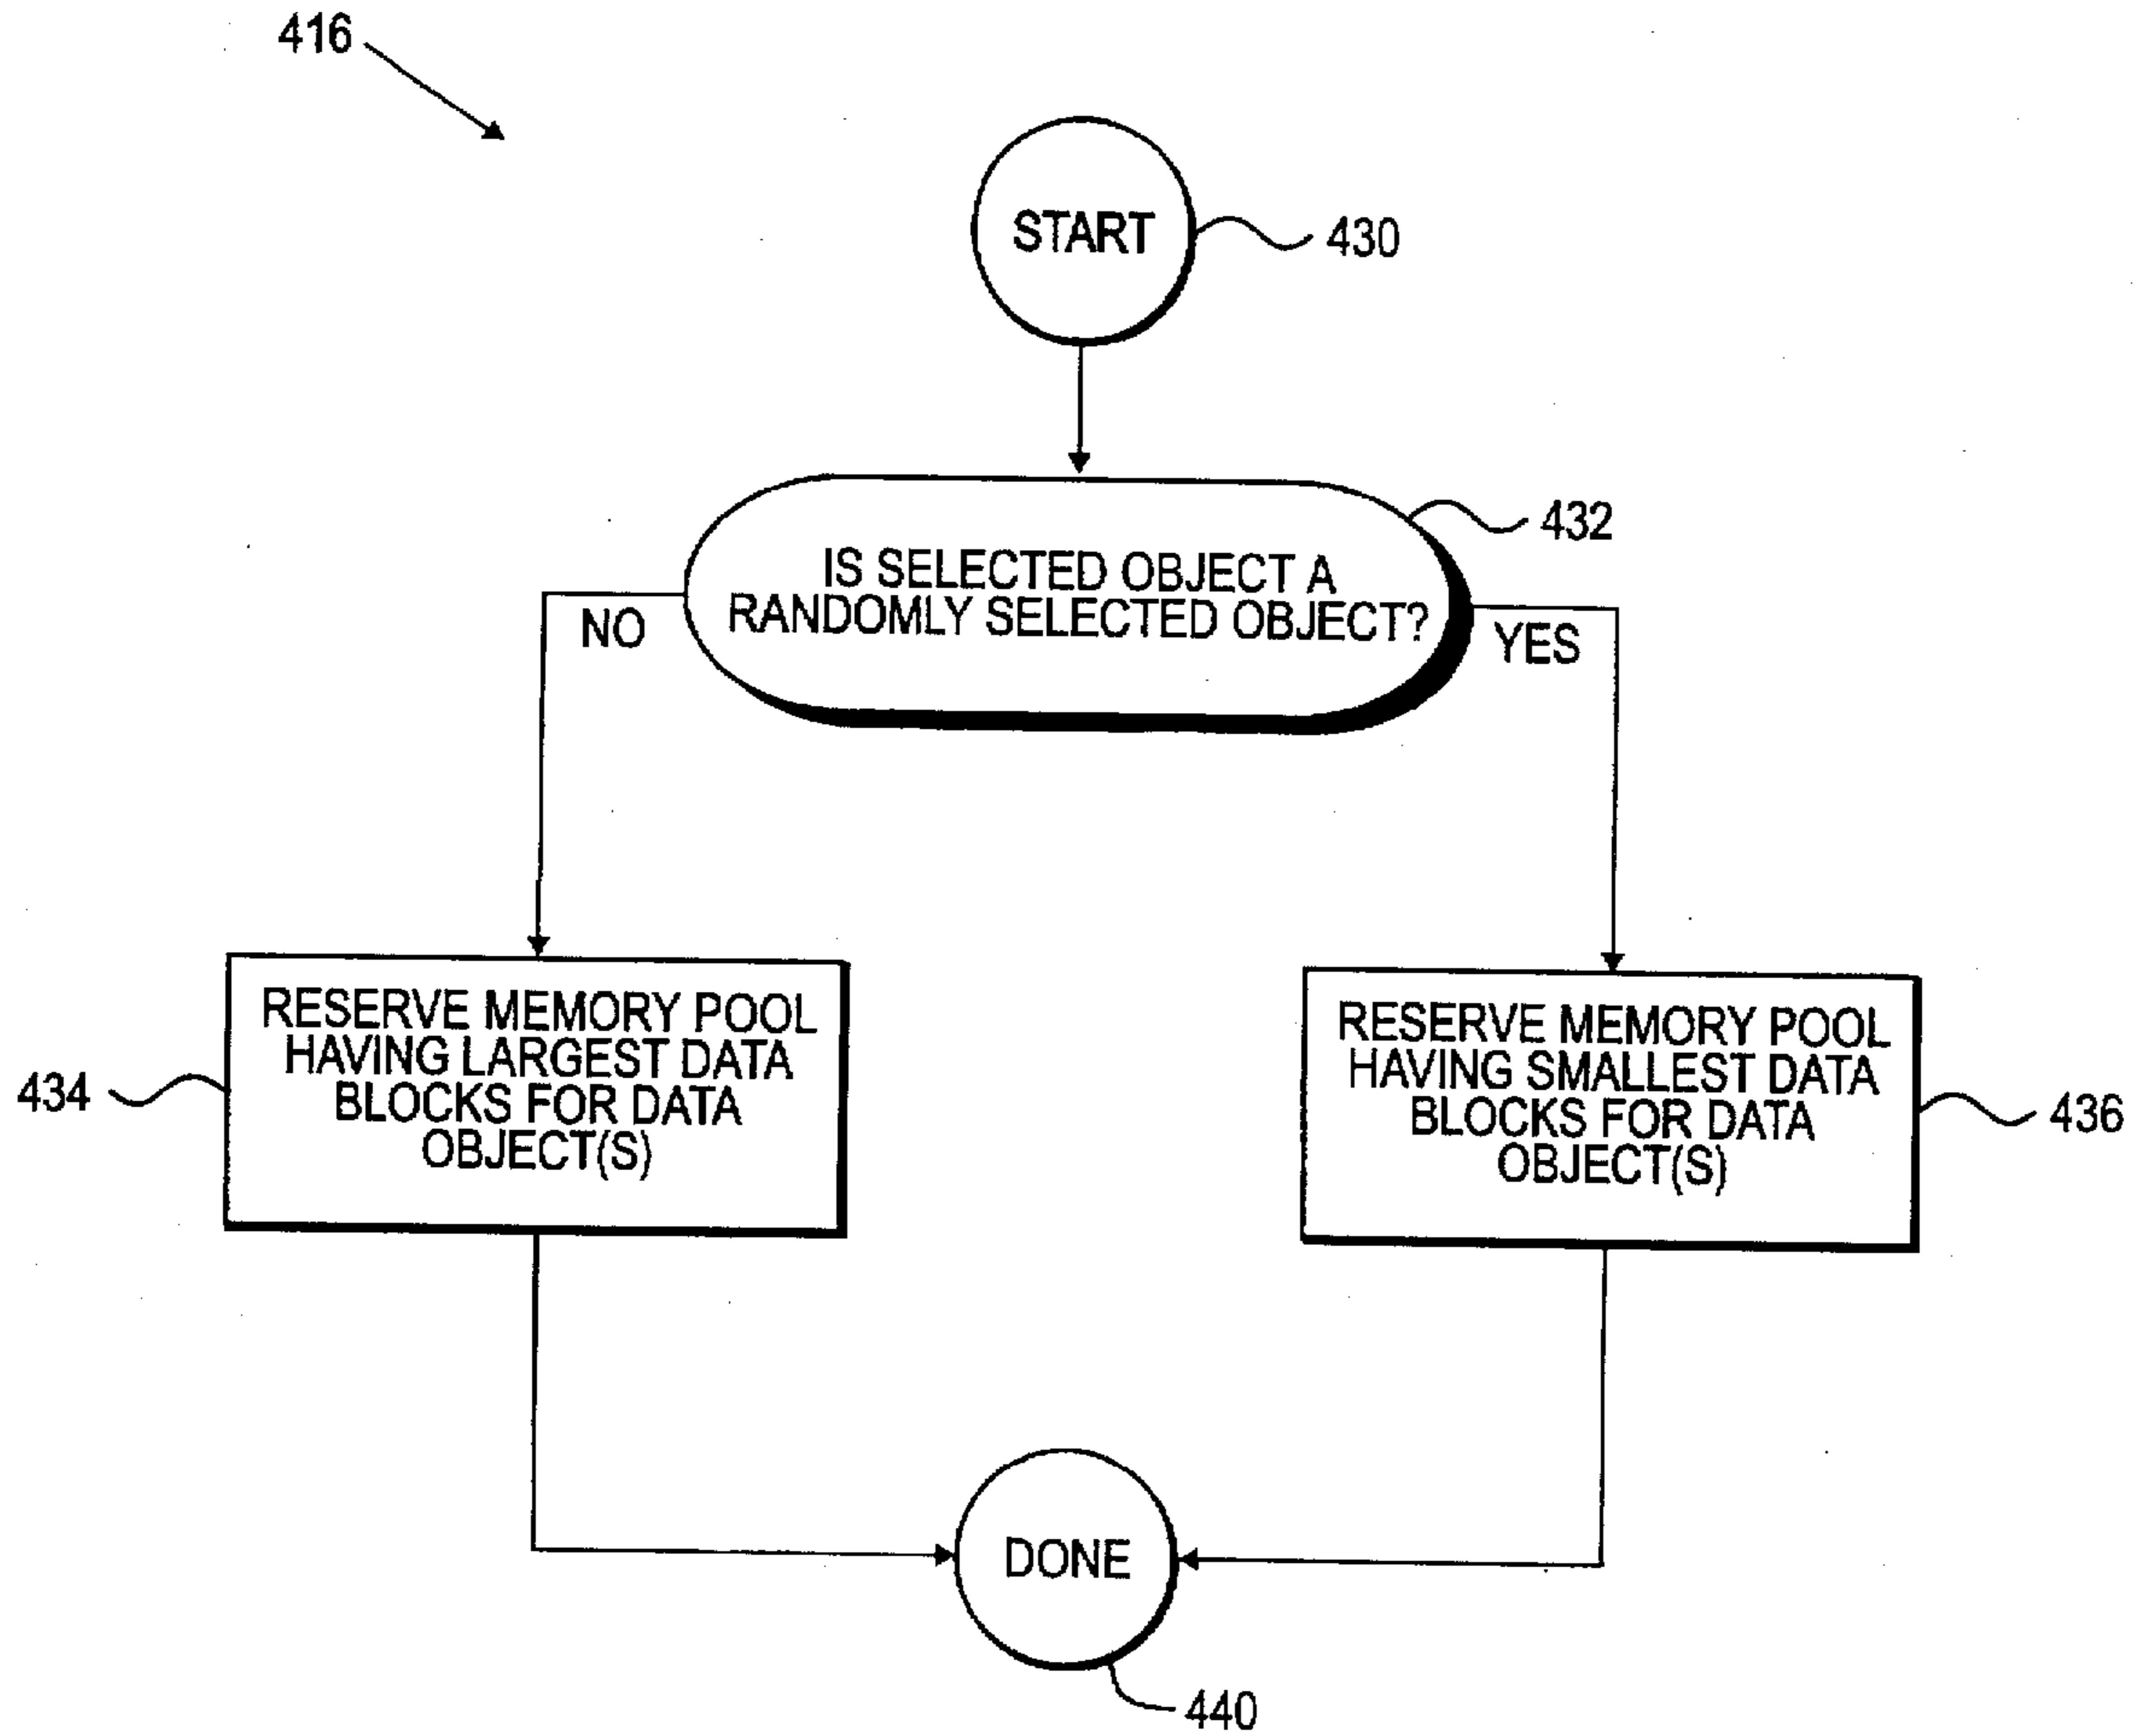 416
START
430
432
IS SELECTED OBJECT A
RANDOMLY SELECTED OBJECT?
NO
YES
RESERVE MEMORY POOL
HAVING LARGEST DATA
BLOCKS FOR DATA
OBJECT(S)
434
RESERVE MEMORY POOL
HAVING SMALLEST DATA
BLOCKS FOR DATA
OBJECT(S)
436
DONE
440